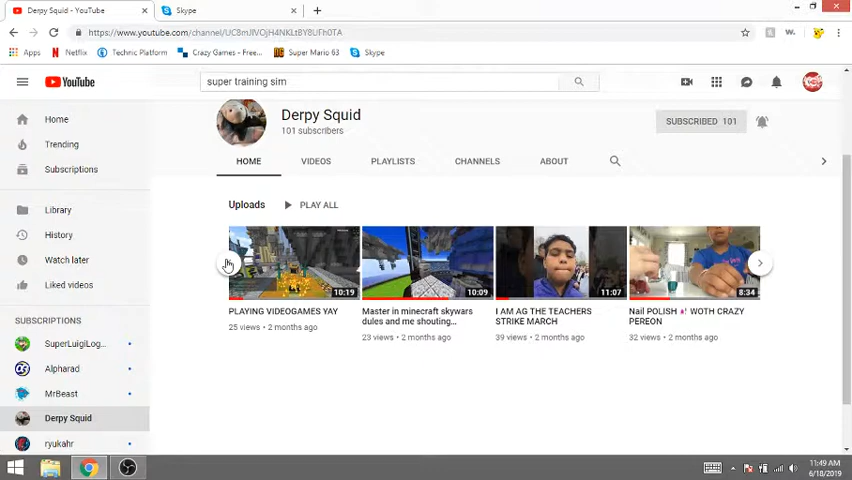 Derpy Squid - YouTube
Skype
https://www.youtube.com/channel/
Apps
Netflix
Technic Platform
Crazy Games - Free...
Super Mario 63
Skype
YouTube
super training sim
Home
Trending
Subscriptions
Library
History
Watch later
Liked videos
SUBSCRIPTIONS
SuperLuigiLog...
Alpharad
MrBeast
Derpy Squid
ryukahr
Derpy Squid
101 subscribers
SUBSCRIBED 101
HOME
VIDEOS
PLAYLISTS
CHANNELS
ABOUT
Uploads
PLAY ALL
10:19
PLAYING VIDEOGAMES YAY
25 views • 2 months ago
10:09
Master in minecraft skywars
dules and me shouting...
23 views • 2 months ago
11:07
I AM AG THE TEACHERS
STRIKE MARCH
39 views • 2 months ago
8:34
Nail POLISH 💅 WOTH CRAZY
PEREON
32 views • 2 months ago
11:49 AM
6/18/2019